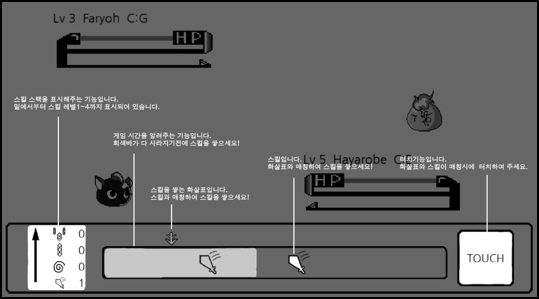 Lv 3 Faryoh C:G
HP
스킬 스택을 표시해주는 기능입니다.
밑에서부터 스킬 레벨1~4까지 표시되어 있습니다.
게임 시간을 알려주는 기능입니다.
회색바가 다 사라지기전에 스킬을 쌓으세요!
스킬입니다.
화살표와 매칭하여 스킬을 쌓으세요!
터치기능입니다.
화살표와 스킬이 매칭시에 터치하여 주세요.
Lv 5 Hayarobe C:
HP
스킬을 쌓는 화살표입니다.
스킬과 매칭하여 스킬을 쌓으세요!
0
0
0
1
TOUCH